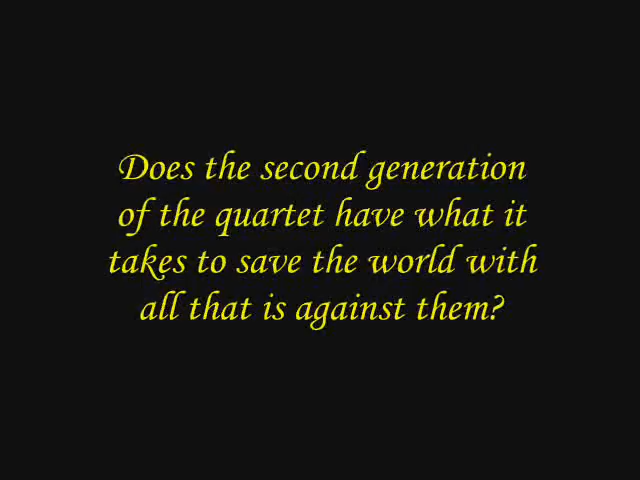 Does the second generation
of the quartet have what it
takes to save the world with
all that is against them?